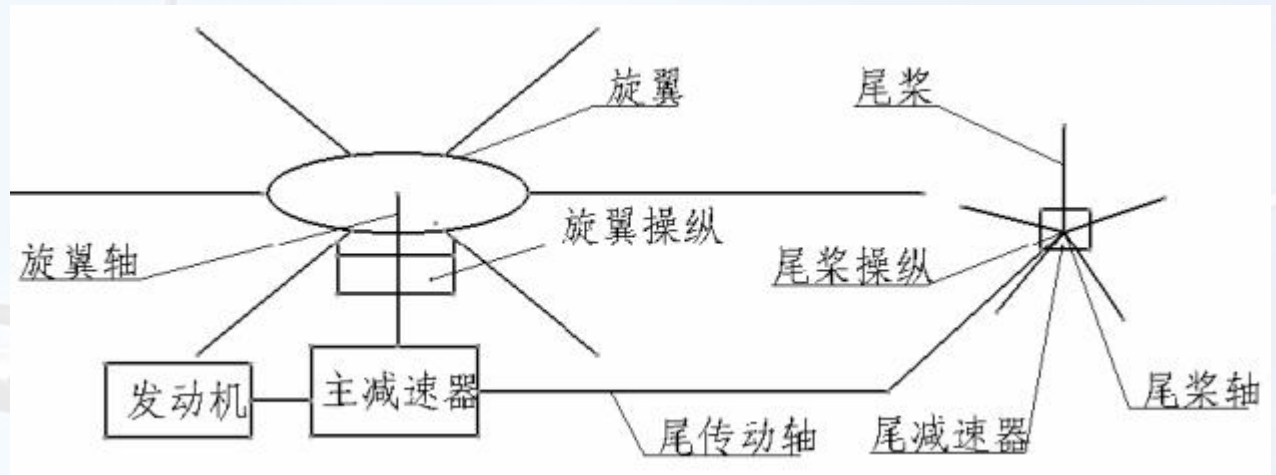 旋翼
尾桨
旋翼操纵
旋翼轴
尾桨操纵
发动机
主减速器
尾桨轴
尾传动轴
尾减速器